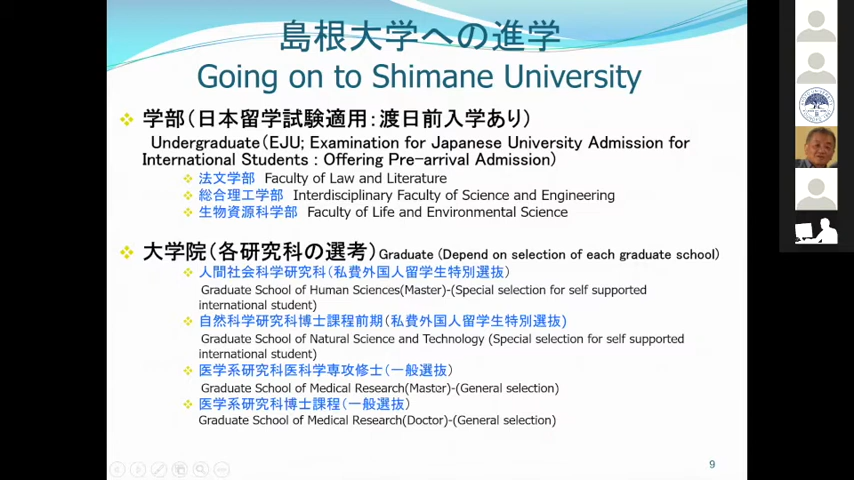 島根大学への進学
Going on to Shimane University
学部（日本留学試験適用：渡日前入学あり）
Undergraduate（EJU; Examination for Japanese University Admission for
International Students : Offering Pre-arrival Admission）
法文学部 Faculty of Law and Literature
総合理工学部 Interdisciplinary Faculty of Science and Engineering
生物資源科学部 Faculty of Life and Environmental Science
大学院（各研究科の選考）Graduate (Depend on selection of each graduate school)
人間社会科学研究科（私費外国人留学生特別選抜）
Graduate School of Human Sciences(Master)-(Special selection for self supported
international student)
自然科学研究科博士課程前期（私費外国人留学生特別選抜)
Graduate School of Natural Science and Technology (Special selection for self supported
international student)
医学系研究科医科学専攻修士（一般選抜）
Graduate School of Medical Research(Master)-(General selection)
医学系研究科博士課程（一般選抜）
Graduate School of Medical Research(Doctor)-(General selection)
9